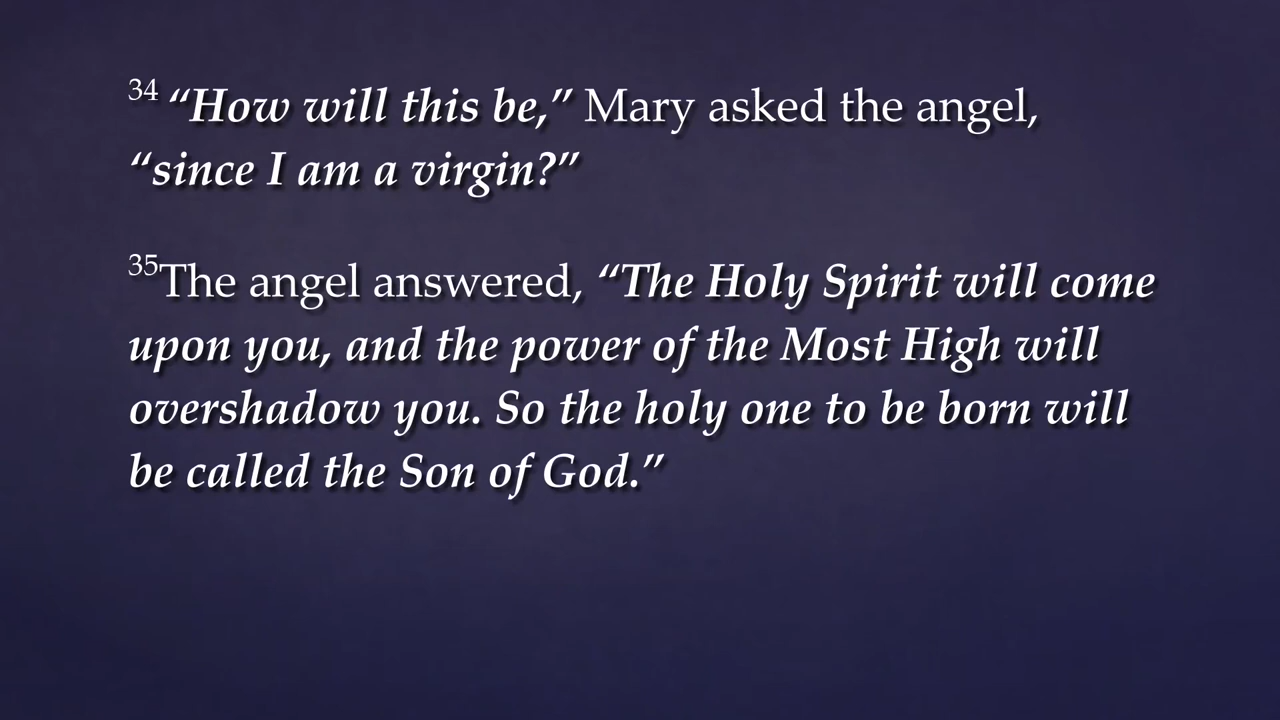 34 “How will this be,” Mary asked the angel,
“since I am a virgin?”
35The angel answered, “The Holy Spirit will come
upon you, and the power of the Most High will
overshadow you. So the holy one to be born will
be called the Son of God.”